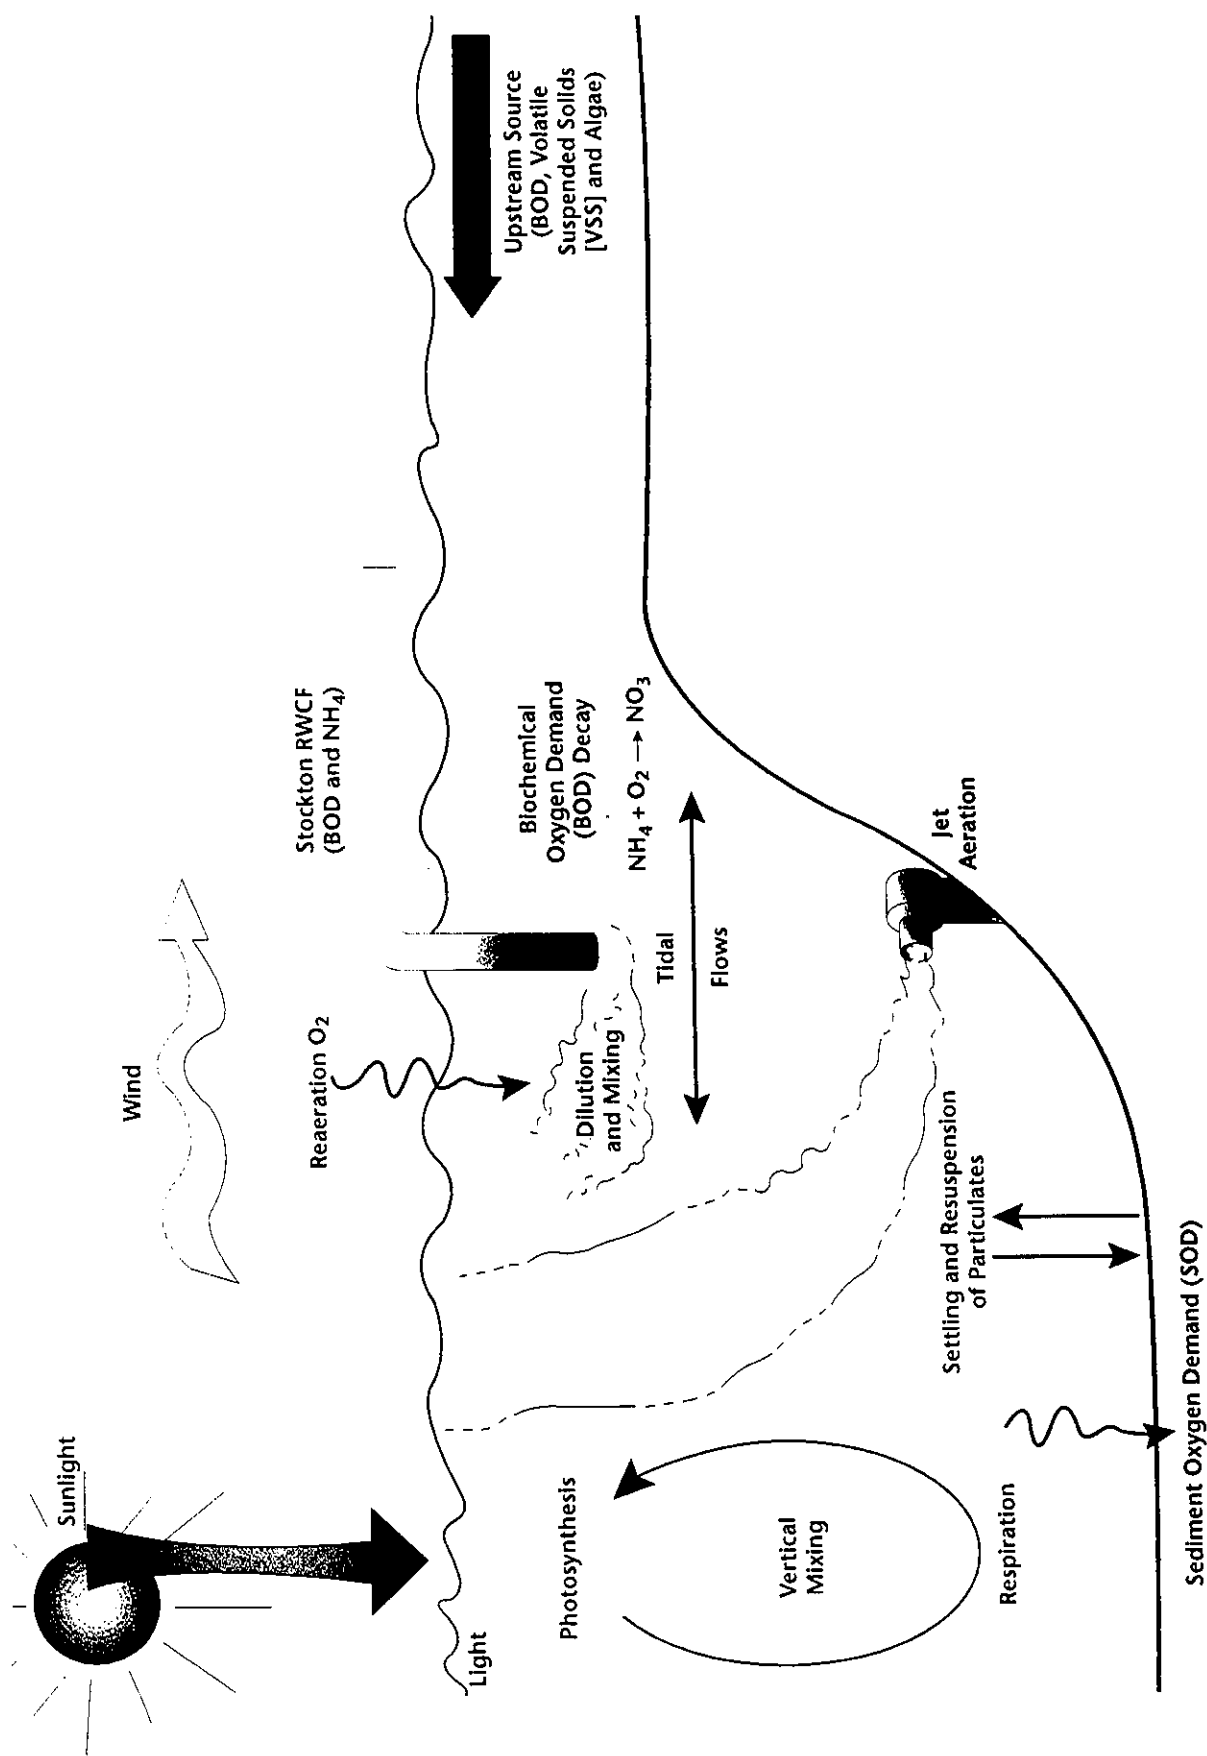 Sunlight
Wind
Reaeration O₂
Stockton RWCF
(BOD and NH₄)
Light
Upstream Source
(BOD, Volatile
Suspended Solids
[VSS] and Algae)
Photosynthesis
Dilution
and Mixing
Biochemical
Oxygen Demand
(BOD) Decay
NH₄ + O₂ → NO₃
Tidal
Flows
Vertical
Mixing
Jet
Aeration
Settling and Resuspension
of Particulates
Respiration
Sediment Oxygen Demand (SOD)